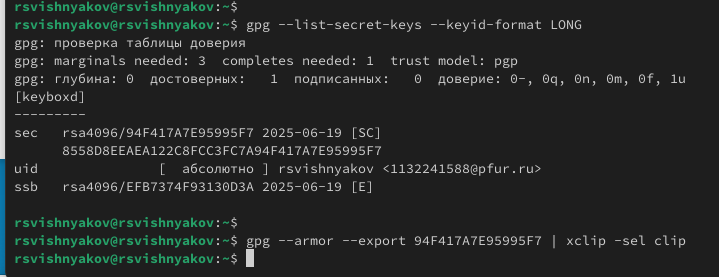 rsvishnyakov@rsvishnyakov:~$
rsvishnyakov@rsvishnyakov:~$ gpg --list-secret-keys --keyid-format LONG
gpg: проверка таблицы доверия
gpg: marginals needed: 3  completes needed: 1  trust model: pgp
gpg: глубина: 0  достоверных:   1  подписанных:   0  доверие: 0-, 0q, 0n, 0m, 0f, 1u
[keyboxd]
---------
sec   rsa4096/94F417A7E95995F7 2025-06-19 [SC]
      8558D8EEAEA122C8FCC3FC7A94F417A7E95995F7
uid               [  абсолютно ] rsvishnyakov <1132241588@pfur.ru>
ssb   rsa4096/EFB7374F93130D3A 2025-06-19 [E]

rsvishnyakov@rsvishnyakov:~$
rsvishnyakov@rsvishnyakov:~$ gpg --armor --export 94F417A7E95995F7 | xclip -sel clip
rsvishnyakov@rsvishnyakov:~$